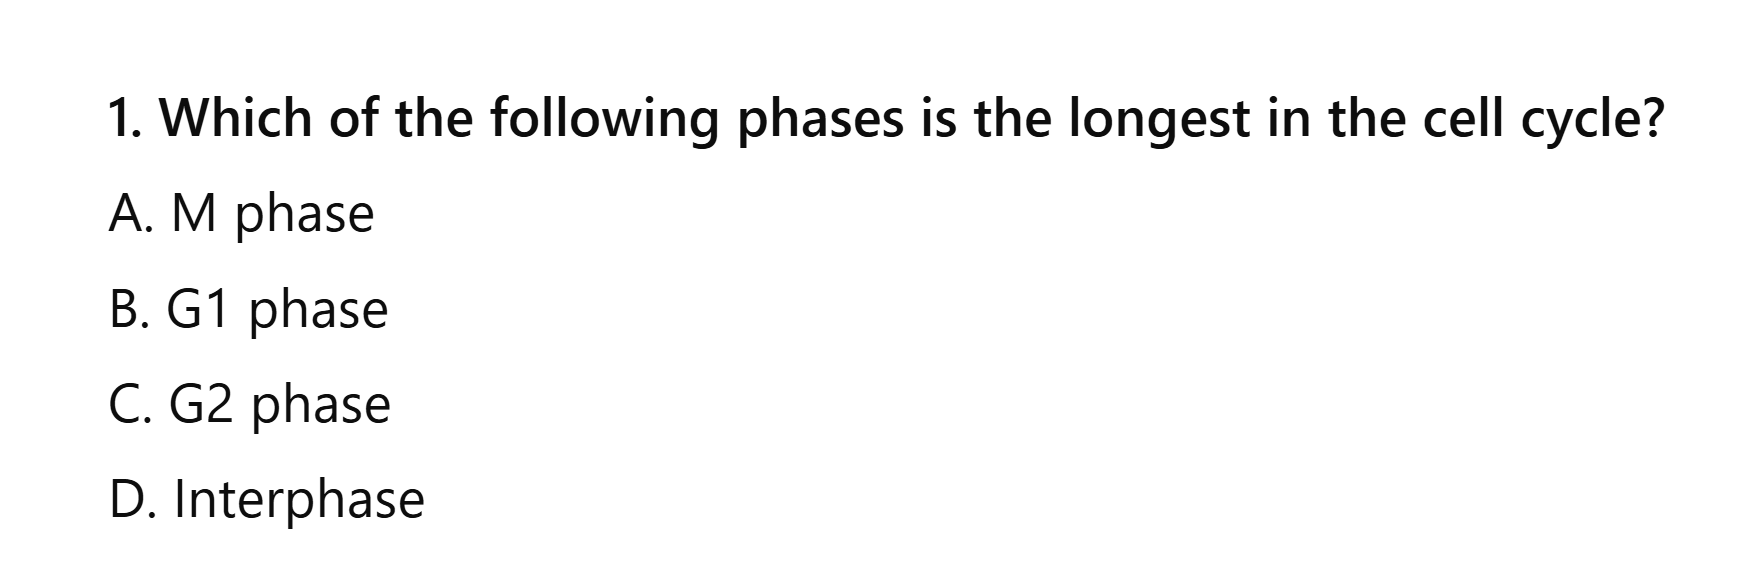 1. Which of the following phases is the longest in the cell cycle?
A. M phase
B. G1 phase
C. G2 phase
D. Interphase